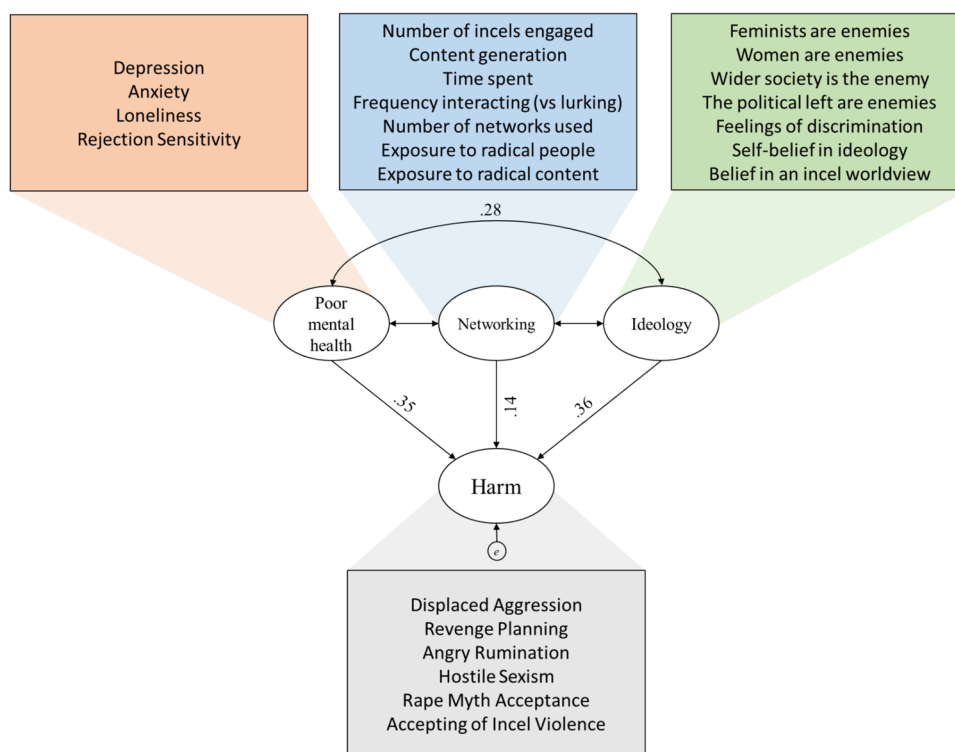 Depression
Anxiety
Loneliness
Rejection Sensitivity
Number of incels engaged
Content generation
Time spent
Frequency interacting (vs lurking)
Number of networks used
Exposure to radical people
Exposure to radical content
Feminists are enemies
Women are enemies
Wider society is the enemy
The political left are enemies
Feelings of discrimination
Self-belief in ideology
Belief in an incel worldview
.28
Poor
mental
health
Networking
Ideology
.35
.14
.36
Harm
e
Displaced Aggression
Revenge Planning
Angry Rumination
Hostile Sexism
Rape Myth Acceptance
Accepting of Incel Violence